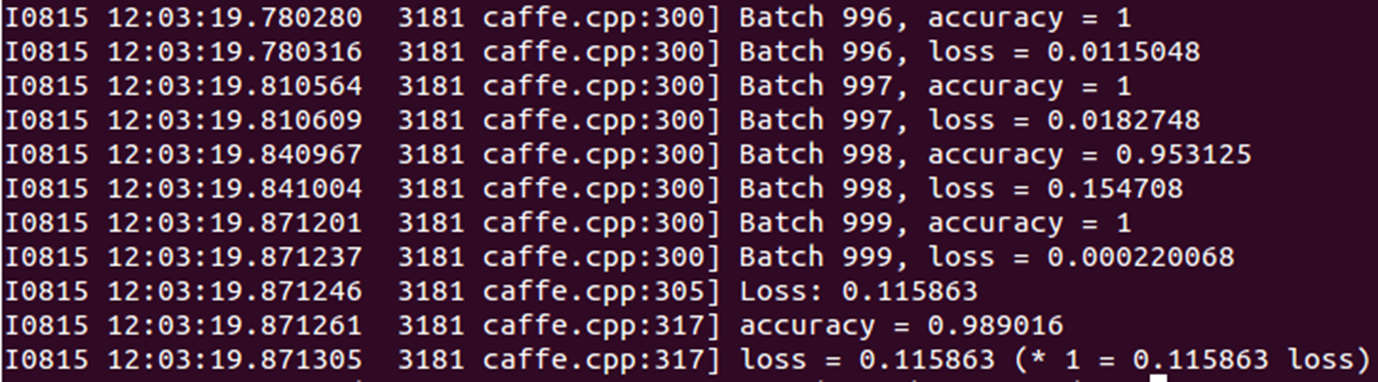 I0815 12:03:19.780280  3181 caffe.cpp:300] Batch 996, accuracy = 1
I0815 12:03:19.780316  3181 caffe.cpp:300] Batch 996, loss = 0.0115048
I0815 12:03:19.810564  3181 caffe.cpp:300] Batch 997, accuracy = 1
I0815 12:03:19.810609  3181 caffe.cpp:300] Batch 997, loss = 0.0182748
I0815 12:03:19.840967  3181 caffe.cpp:300] Batch 998, accuracy = 0.953125
I0815 12:03:19.841004  3181 caffe.cpp:300] Batch 998, loss = 0.154708
I0815 12:03:19.871201  3181 caffe.cpp:300] Batch 999, accuracy = 1
I0815 12:03:19.871237  3181 caffe.cpp:300] Batch 999, loss = 0.000220068
I0815 12:03:19.871246  3181 caffe.cpp:305] Loss: 0.115863
I0815 12:03:19.871261  3181 caffe.cpp:317] accuracy = 0.989016
I0815 12:03:19.871305  3181 caffe.cpp:317] loss = 0.115863 (* 1 = 0.115863 loss)